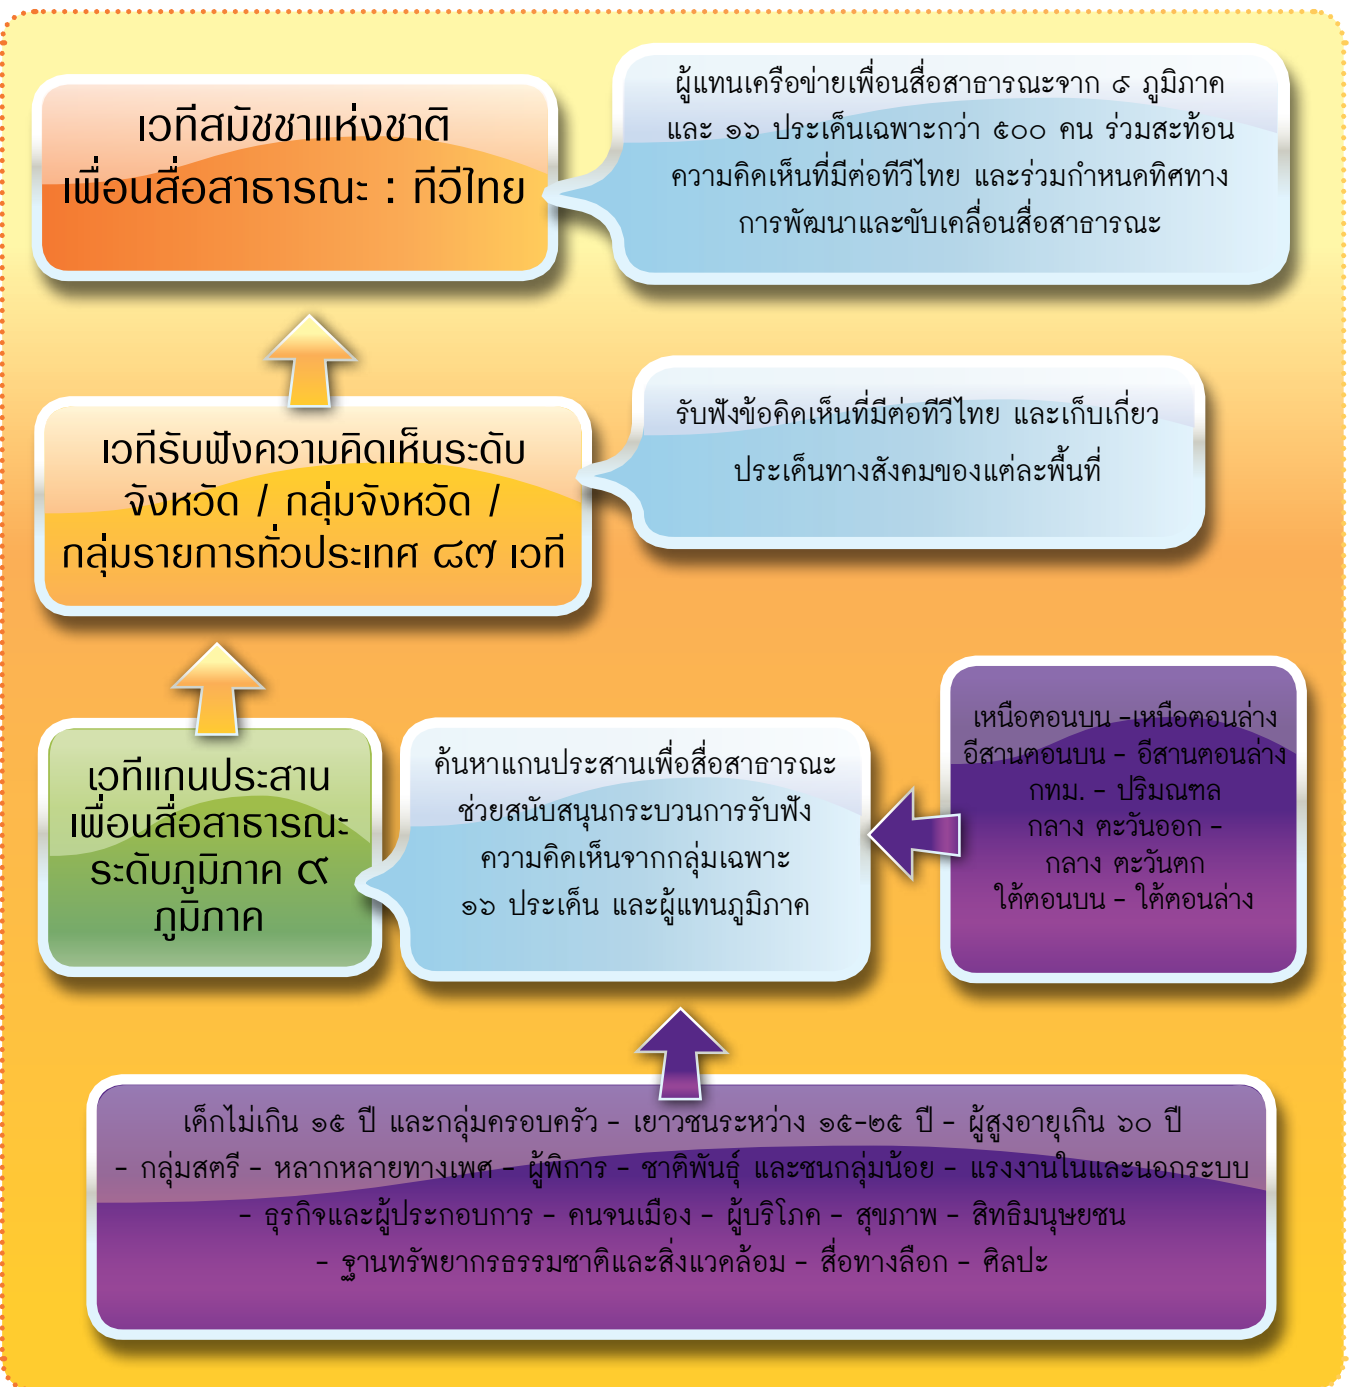 เวทีสมัชชาแห่งชาติ
เพื่อนสื่อสาธารณะ : ทีวีไทย
ผู้แทนเครือข่ายเพื่อนสื่อสาธารณะจาก ๙ ภูมิภาค
และ ๑๖ ประเด็นเฉพาะกว่า ๕๐๐ คน ร่วมสะท้อน
ความคิดเห็นที่มีต่อทีวีไทย และร่วมกำหนดทิศทาง
การพัฒนาและขับเคลื่อนสื่อสาธารณะ
เวทีรับฟังความคิดเห็นระดับ
จังหวัด / กลุ่มจังหวัด /
กลุ่มรายการทั่วประเทศ ๘๗ เวที
รับฟังข้อคิดเห็นที่มีต่อทีวีไทย และเก็บเกี่ยว
ประเด็นทางสังคมของแต่ละพื้นที่
เวทีแกนประสาน
เพื่อนสื่อสาธารณะ
ระดับภูมิภาค ๙
ภูมิภาค
ค้นหาแกนประสานเพื่อสื่อสาธารณะ
ช่วยสนับสนุนกระบวนการรับฟัง
ความคิดเห็นจากกลุ่มเฉพาะ
๑๖ ประเด็น และผู้แทนภูมิภาค
เหนือตอนบน -เหนือตอนล่าง
อีสานตอนบน - อีสานตอนล่าง
กทม. - ปริมณฑล
กลาง ตะวันออก -
กลาง ตะวันตก
ใต้ตอนบน - ใต้ตอนล่าง
เด็กไม่เกิน ๑๕ ปี และกลุ่มครอบครัว - เยาวชนระหว่าง ๑๕-๒๕ ปี - ผู้สูงอายุเกิน ๖๐ ปี
- กลุ่มสตรี - หลากหลายทางเพศ - ผู้พิการ - ชาติพันธุ์ และชนกลุ่มน้อย - แรงงานในและนอกระบบ
- ธุรกิจและผู้ประกอบการ - คนจนเมือง - ผู้บริโภค - สุขภาพ - สิทธิมนุษยชน
- ฐานทรัพยากรธรรมชาติและสิ่งแวดล้อม - สื่อทางลือก - ศิลปะ